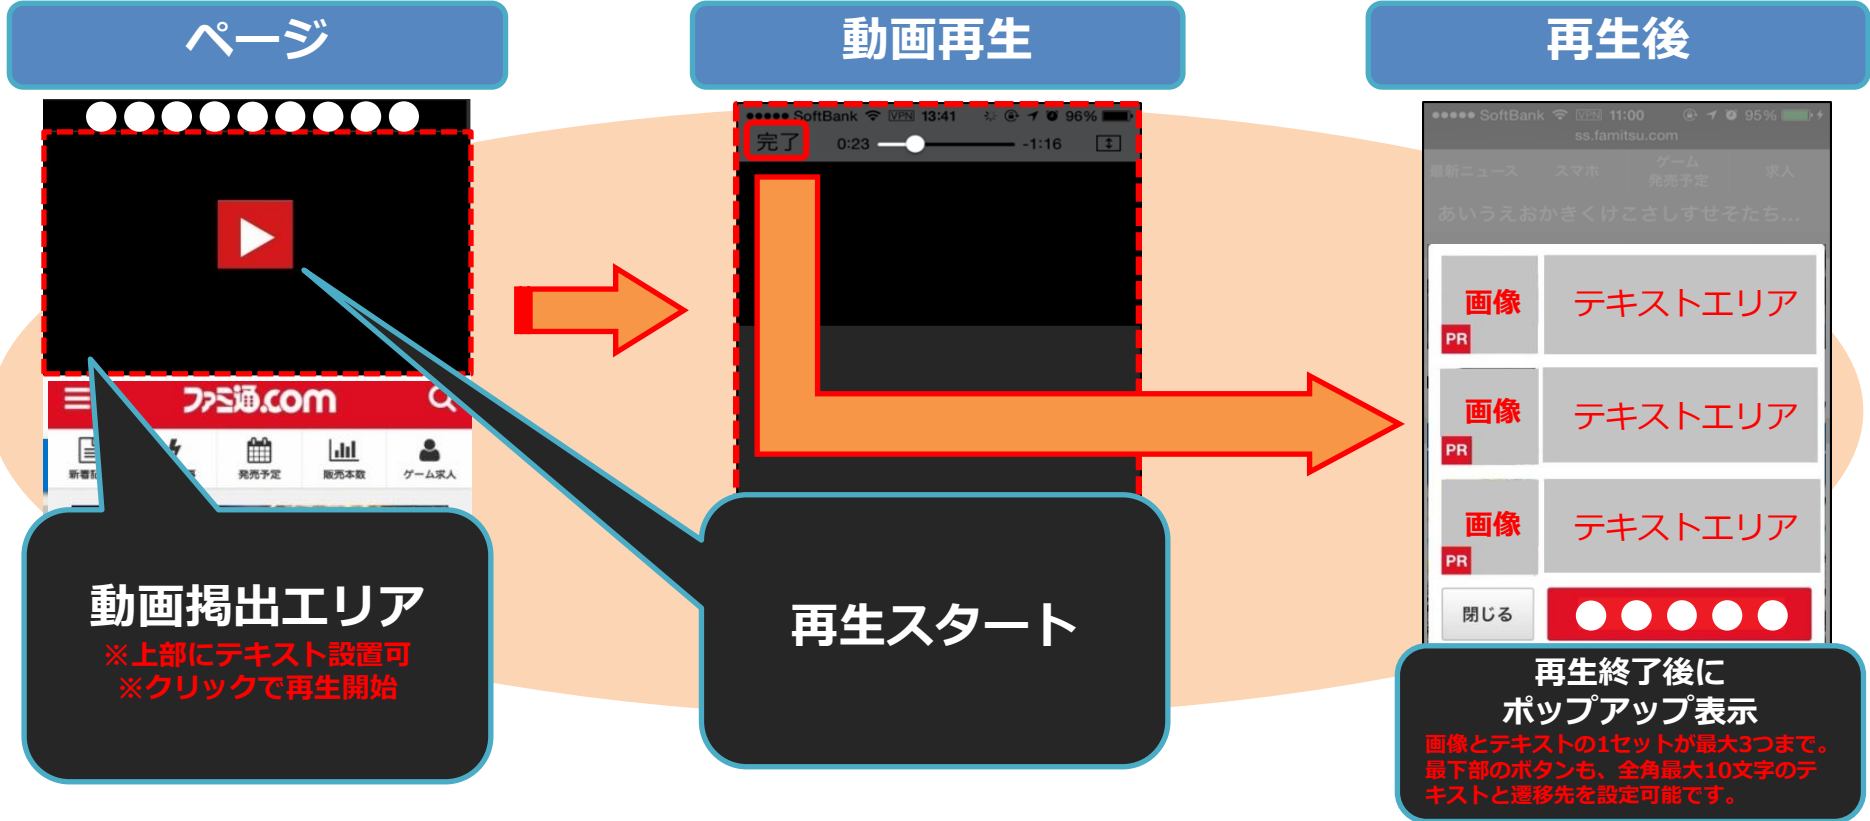 ページ
動画再生
再生後
ファミ通.com
発売予定
販売本数
ゲーム求人
動画掲出エリア
※上部にテキスト設置可
※クリックで再生開始
SoftBank VPN 13:41 96%
完了 0:23 -1:16
再生スタート
SoftBank VPN 11:00 95%
ss.famitsu.com
最新ニュース スマホ ゲーム発売予定 求人
あいうえおかきくけこさしすせそたち...
画像 テキストエリア
PR
画像 テキストエリア
PR
画像 テキストエリア
PR
閉じる
再生終了後に
ポップアップ表示
画像とテキストの1セットが最大3つまで。
最下部のボタンも、全角最大10文字のテ
キストと遷移先を設定可能です。